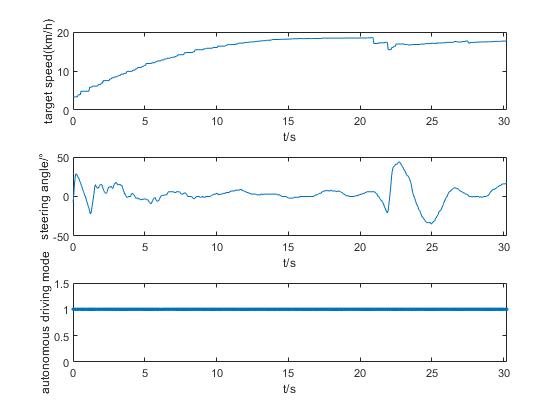 target speed(km/h)
20
10
0
0 5 10 15 20 25 30
t/s
steering angle/°
50
0
-50
0 5 10 15 20 25 30
t/s
autonomous driving mode
1.5
1
0.5
0
0 5 10 15 20 25 30
t/s